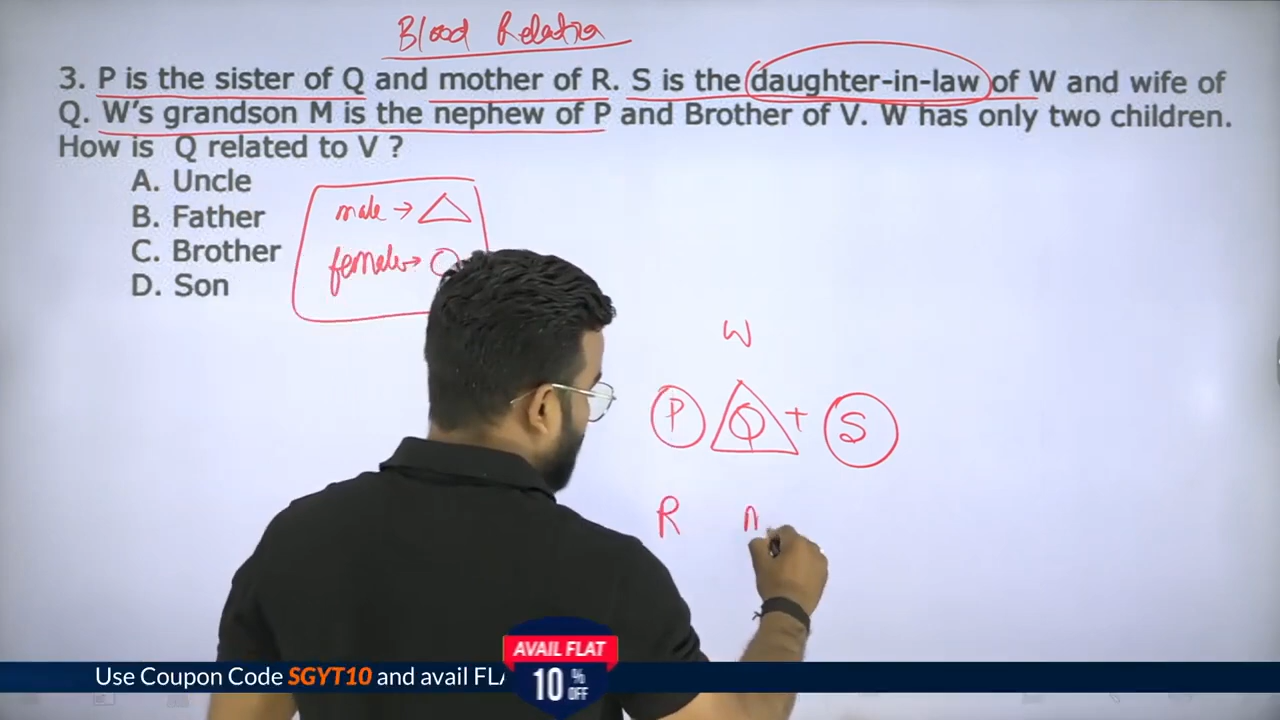 Blood Relation
3. P is the sister of Q and mother of R. S is the daughter-in-law of W and wife of
Q. W's grandson M is the nephew of P and Brother of V. W has only two children.
How is Q related to V ?
A. Uncle
B. Father
C. Brother
D. Son
male →
female →
W
P Q + S
R
AVAIL FLAT
10 % OFF
Use Coupon Code SGYT10 and avail FL